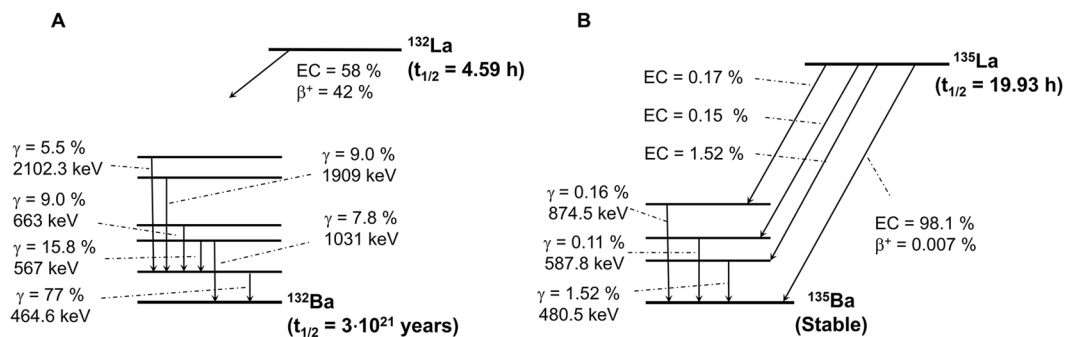 A
¹³²La
(t₁/₂ = 4.59 h)
EC = 58 %
β⁺ = 42 %
γ = 5.5 %
2102.3 keV
γ = 9.0 %
1909 keV
γ = 9.0 %
663 keV
γ = 7.8 %
1031 keV
γ = 15.8 %
567 keV
γ = 77 %
464.6 keV
¹³²Ba
(t₁/₂ = 3·10²¹ years)
B
¹³⁵La
(t₁/₂ = 19.93 h)
EC = 0.17 %
EC = 0.15 %
EC = 1.52 %
γ = 0.16 %
874.5 keV
γ = 0.11 %
587.8 keV
γ = 1.52 %
480.5 keV
EC = 98.1 %
β⁺ = 0.007 %
¹³⁵Ba
(Stable)